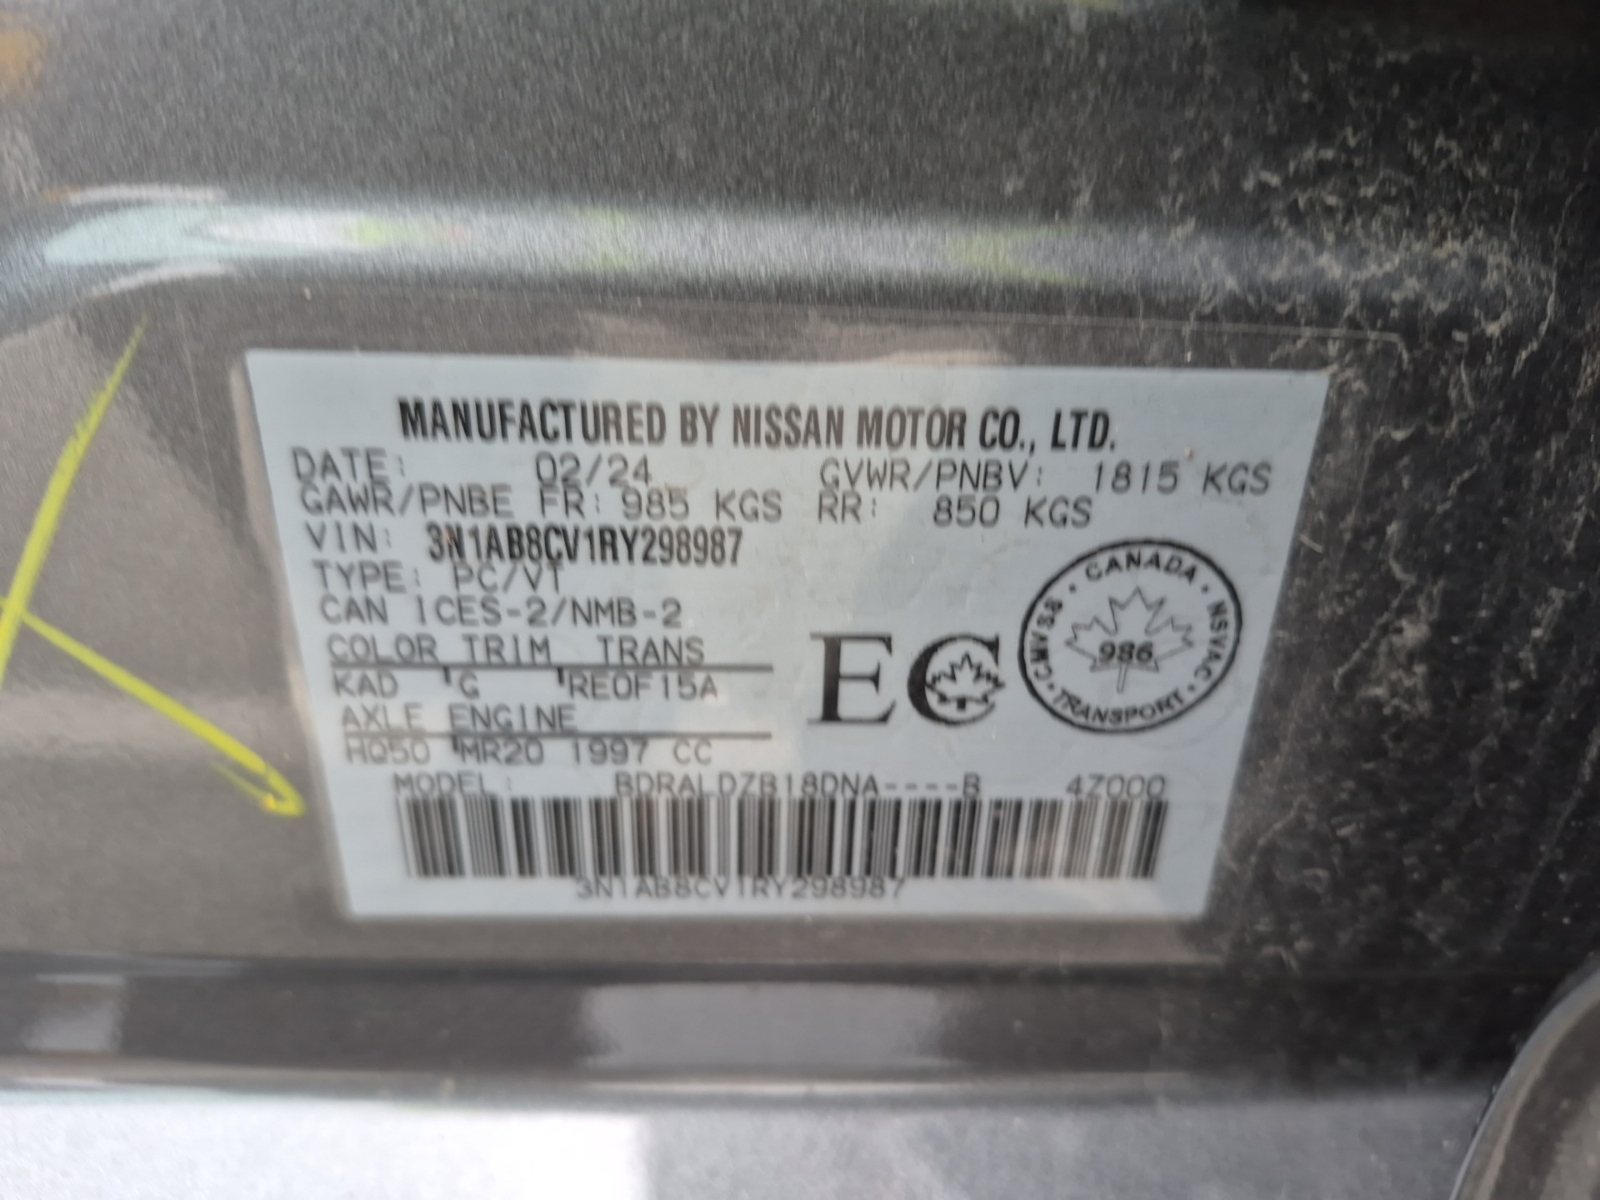 MANUFACTURED BY NISSAN MOTOR CO., LTD.
DATE: 02/24 GVWR/PNBV: 1815 KGS
GAWR/PNBE FR: 985 KGS RR: 850 KGS
VIN: 3N1AB8CV1RY298987
TYPE: PC/VT
CAN ICES-2/NMB-2
COLOR TRIM TRANS
KAD G RE0F15A
AXLE ENGINE
HQ50 MR20 1997 CC
MODEL: BDRALDZB18DNA----B 4Z000
3N1AB8CV1RY298987
EC
CANADA
CMVSS
NSVAC
986
TRANSPORT